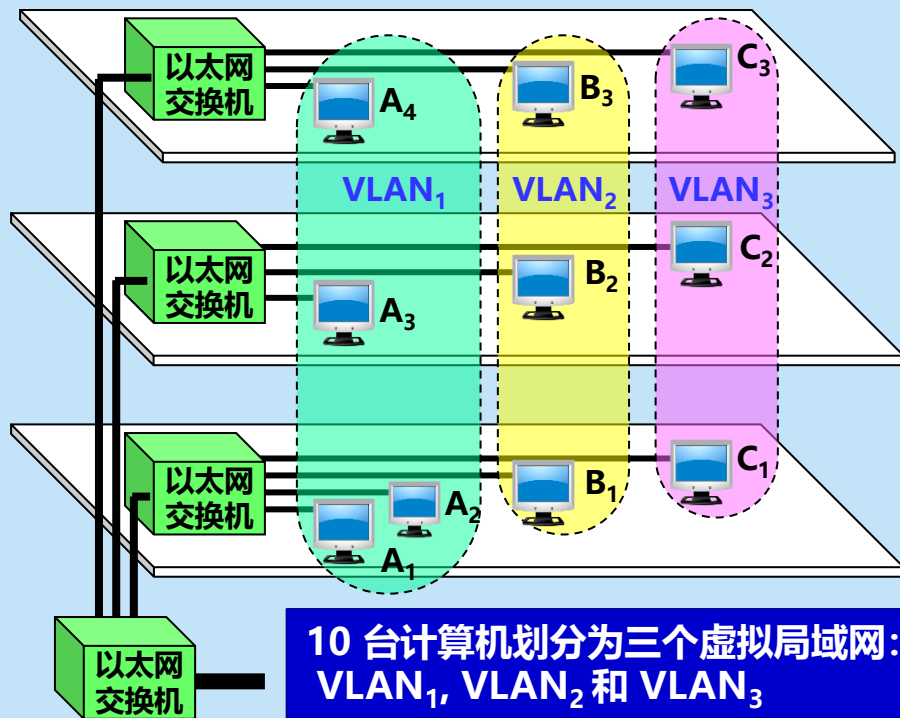 以太网
交换机
A₄
B₃
C₃
VLAN₁
VLAN₂
VLAN₃
以太网
交换机
A₃
B₂
C₂
以太网
交换机
A₂
A₁
B₁
C₁
以太网
交换机
10 台计算机划分为三个虚拟局域网：
VLAN₁, VLAN₂ 和 VLAN₃